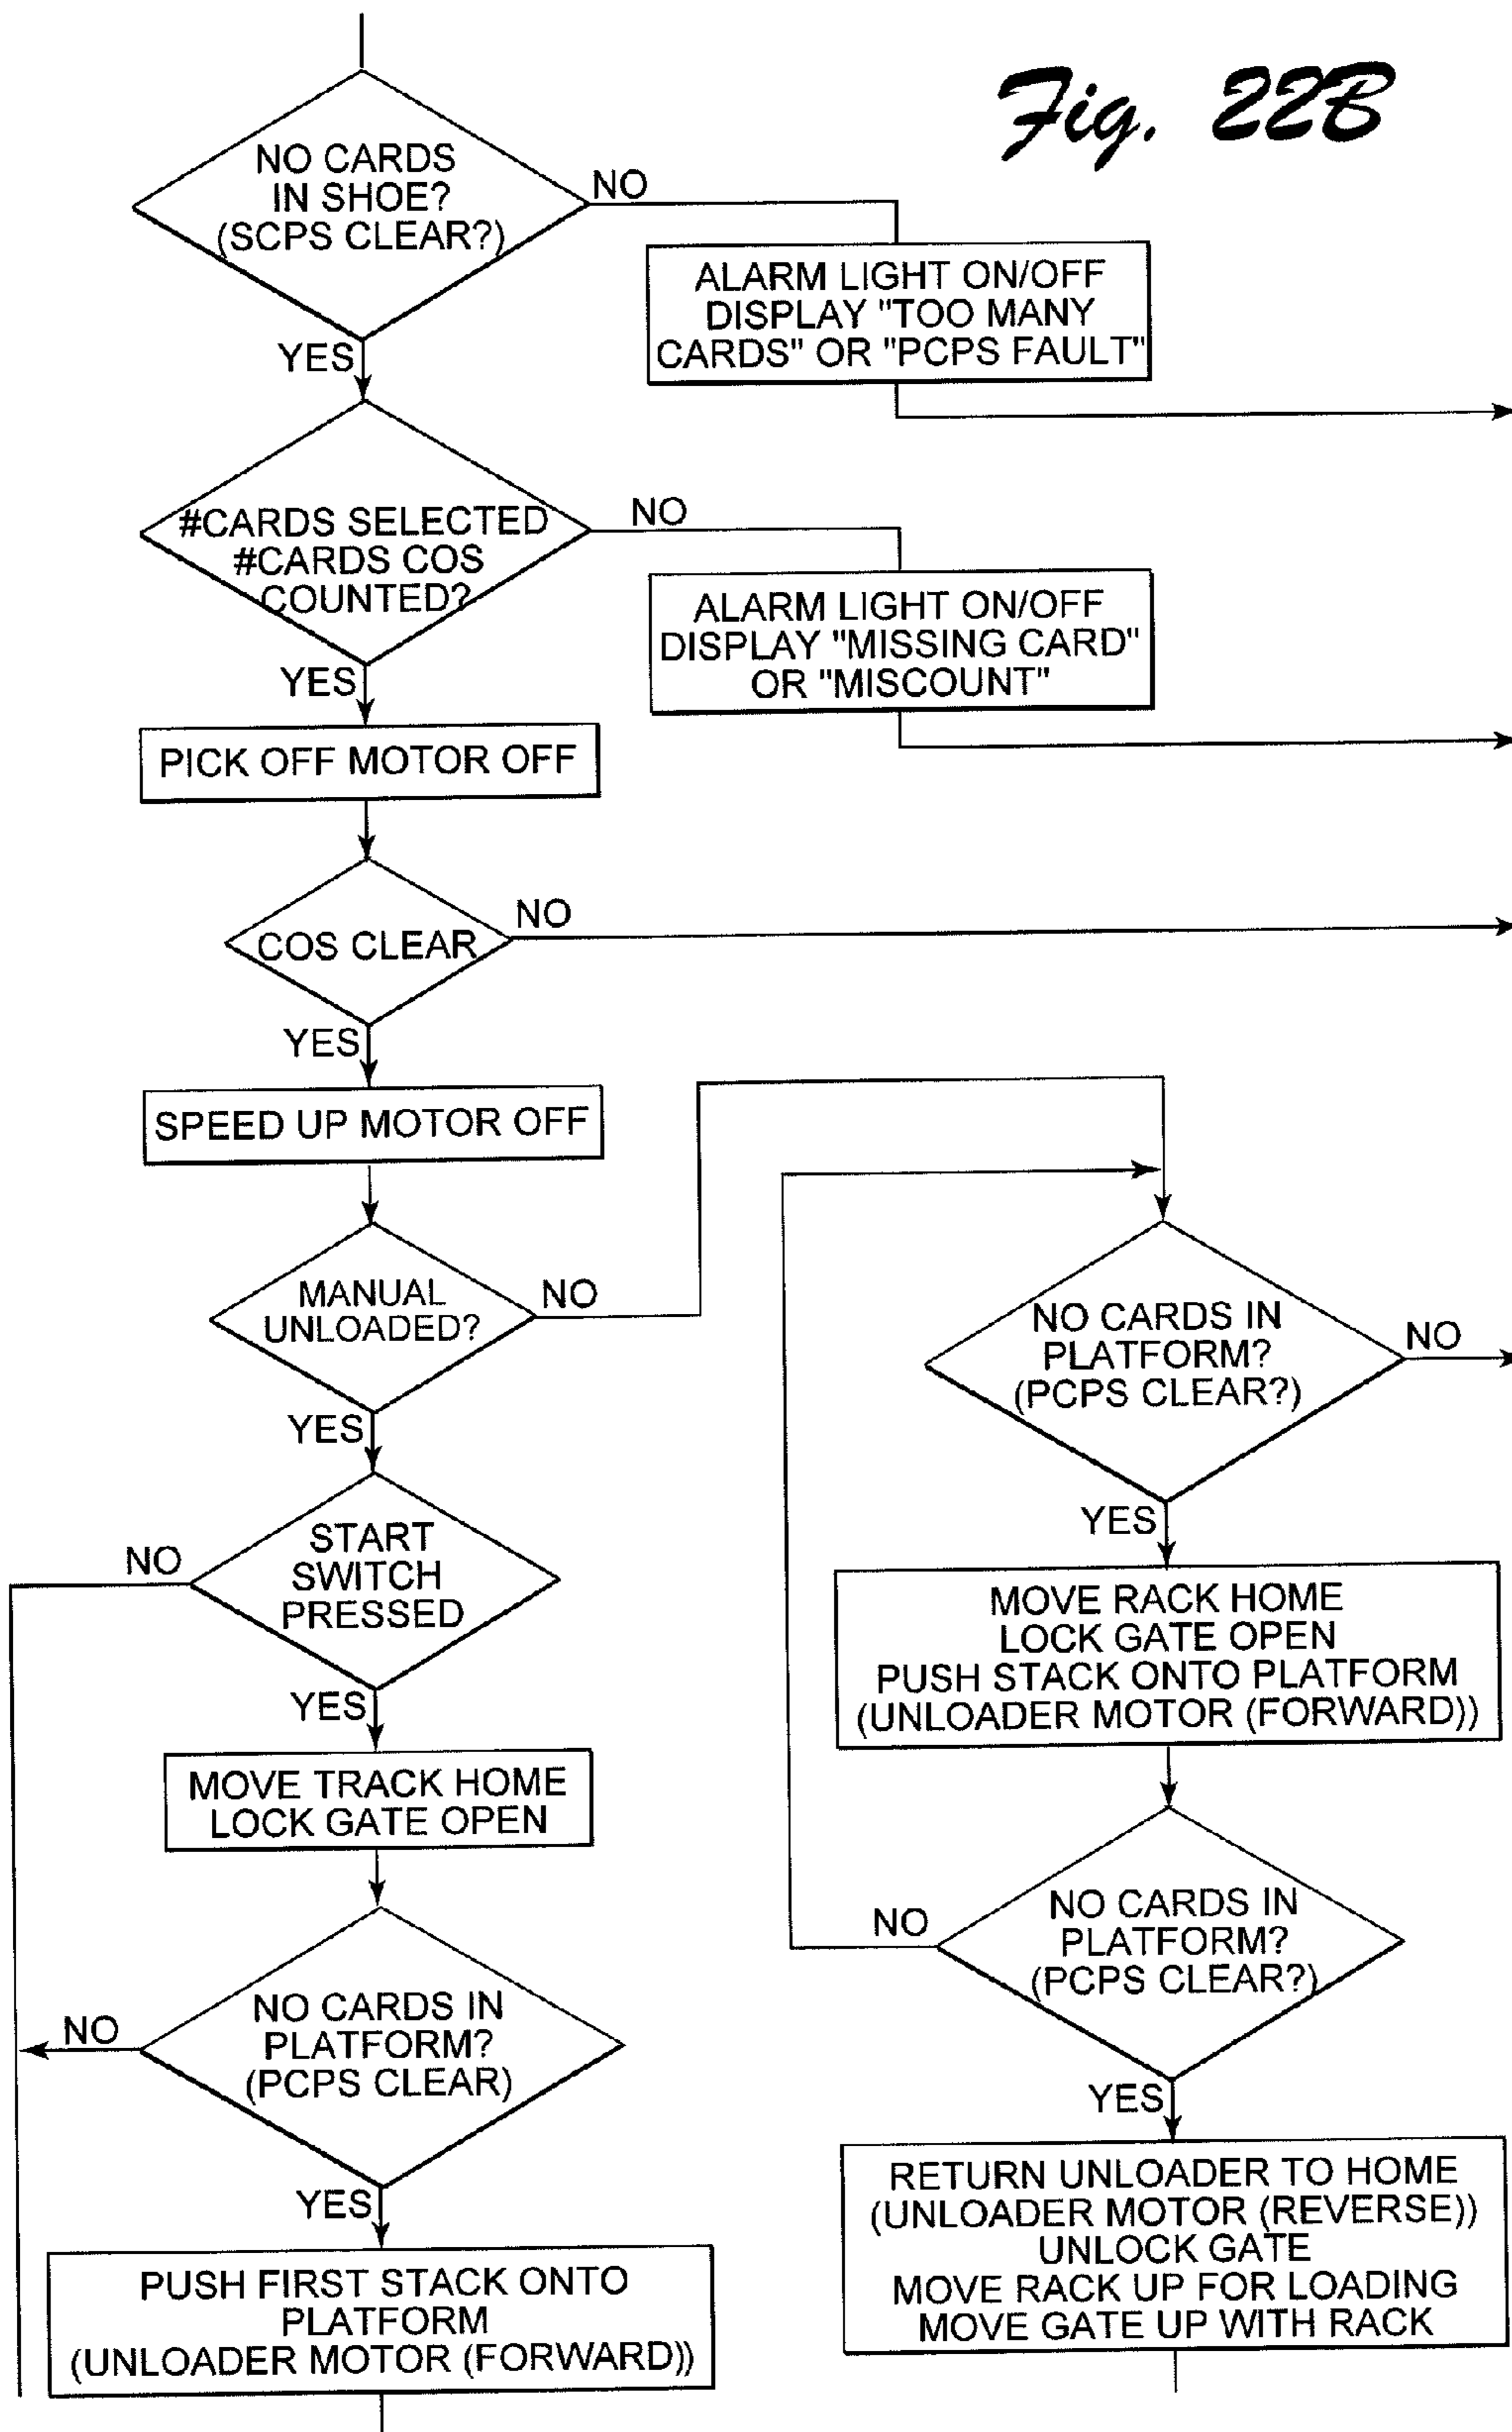 Fig. 22B
NO CARDS
IN SHOE?
(SCPS CLEAR?)
NO
ALARM LIGHT ON/OFF
DISPLAY "TOO MANY
CARDS" OR "PCPS FAULT"
YES
#CARDS SELECTED
#CARDS COS
COUNTED?
NO
ALARM LIGHT ON/OFF
DISPLAY "MISSING CARD"
OR "MISCOUNT"
YES
PICK OFF MOTOR OFF
COS CLEAR
NO
YES
SPEED UP MOTOR OFF
MANUAL
UNLOADED?
NO
YES
START
SWITCH
PRESSED
NO
YES
MOVE TRACK HOME
LOCK GATE OPEN
NO CARDS IN
PLATFORM?
(PCPS CLEAR)
NO
YES
PUSH FIRST STACK ONTO
PLATFORM
(UNLOADER MOTOR (FORWARD))
NO CARDS IN
PLATFORM?
(PCPS CLEAR?)
NO
YES
MOVE RACK HOME
LOCK GATE OPEN
PUSH STACK ONTO PLATFORM
(UNLOADER MOTOR (FORWARD))
NO CARDS IN
PLATFORM?
(PCPS CLEAR?)
NO
YES
RETURN UNLOADER TO HOME
(UNLOADER MOTOR (REVERSE))
UNLOCK GATE
MOVE RACK UP FOR LOADING
MOVE GATE UP WITH RACK